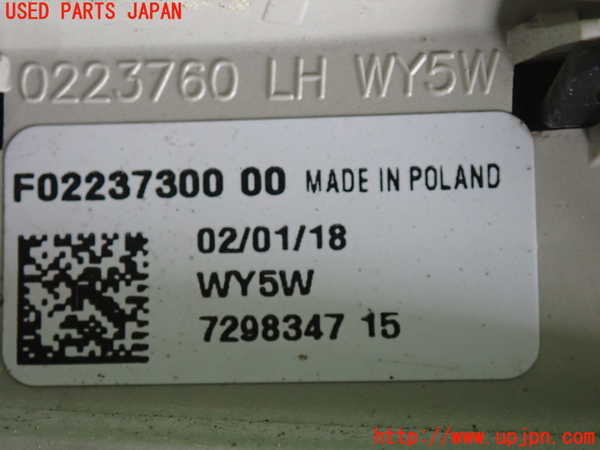 USED PARTS JAPAN
0223760 LH WY5W
F02237300 00 MADE IN POLAND
02/01/18
WY5W
7298347 15
http://www.upjpn.com